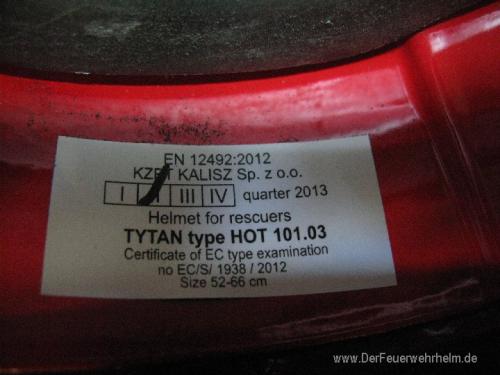 EN 12492:2012
KZPT KALISZ Sp. z o.o.
I II III IV quarter 2013
Helmet for rescuers
TYTAN type HOT 101.03
Certificate of EC type examination
no EC/S/ 1938 / 2012
Size 52-66 cm
www.DerFeuerwehrhelm.de